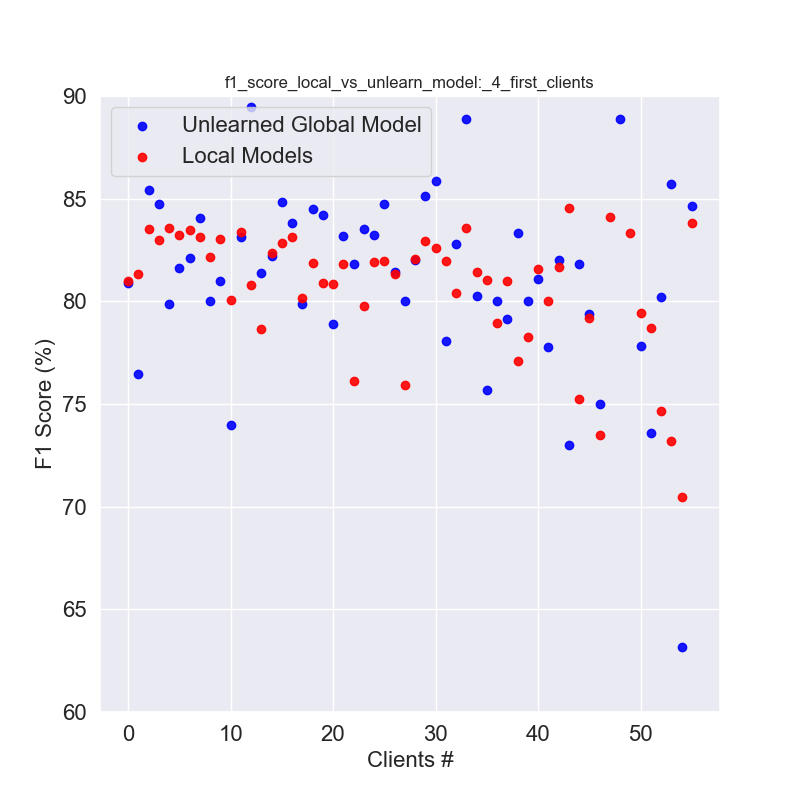 f1_score_local_vs_unlearn_model:_4_first_clients
90
Unlearned Global Model
Local Models
85
80
75
70
65
60
F1 Score (%)
0 10 20 30 40 50
Clients #